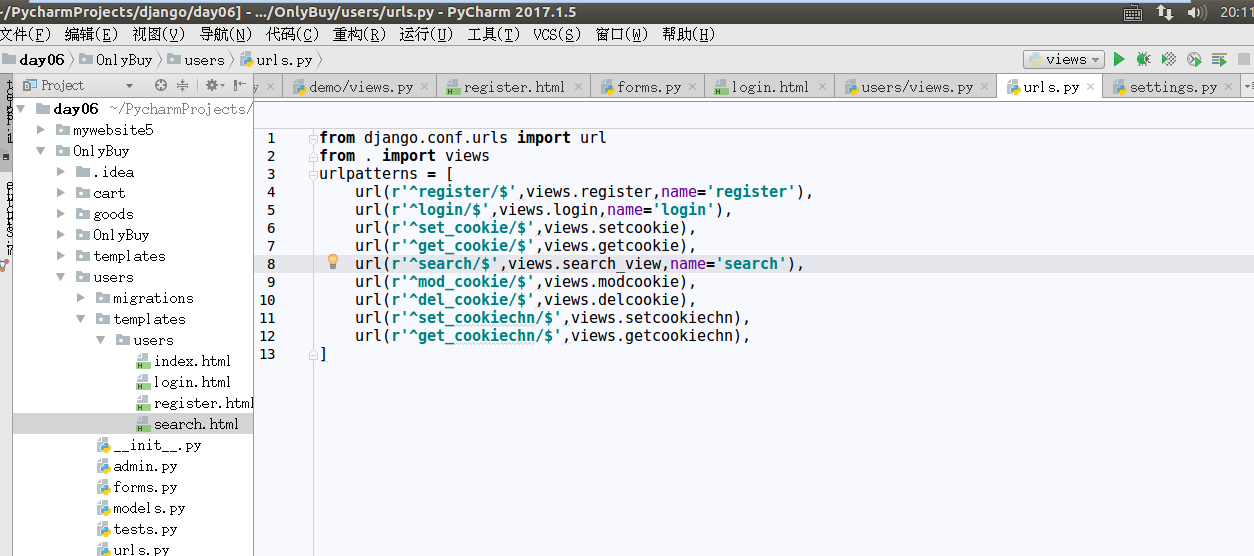 ~/PycharmProjects/django/day06] - .../OnlyBuy/users/urls.py - PyCharm 2017.1.5
20:11
文件(F) 编辑(E) 视图(V) 导航(N) 代码(C) 重构(R) 运行(U) 工具(T) VCS(S) 窗口(W) 帮助(H)
day06 OnlyBuy users urls.py
views
Project
demo/views.py register.html forms.py login.html users/views.py urls.py settings.py
day06 ~/PycharmProjects/
mywebsite5
OnlyBuy
.idea
cart
goods
OnlyBuy
templates
users
migrations
templates
users
index.html
login.html
register.html
search.html
__init__.py
admin.py
forms.py
models.py
tests.py
urls.py
1 from django.conf.urls import url
2 from . import views
3 urlpatterns = [
4 url(r'^register/$',views.register,name='register'),
5 url(r'^login/$',views.login,name='login'),
6 url(r'^set_cookie/$',views.setcookie),
7 url(r'^get_cookie/$',views.getcookie),
8 url(r'^search/$',views.search_view,name='search'),
9 url(r'^mod_cookie/$',views.modcookie),
10 url(r'^del_cookie/$',views.delcookie),
11 url(r'^set_cookiechn/$',views.setcookiechn),
12 url(r'^get_cookiechn/$',views.getcookiechn),
13 ]